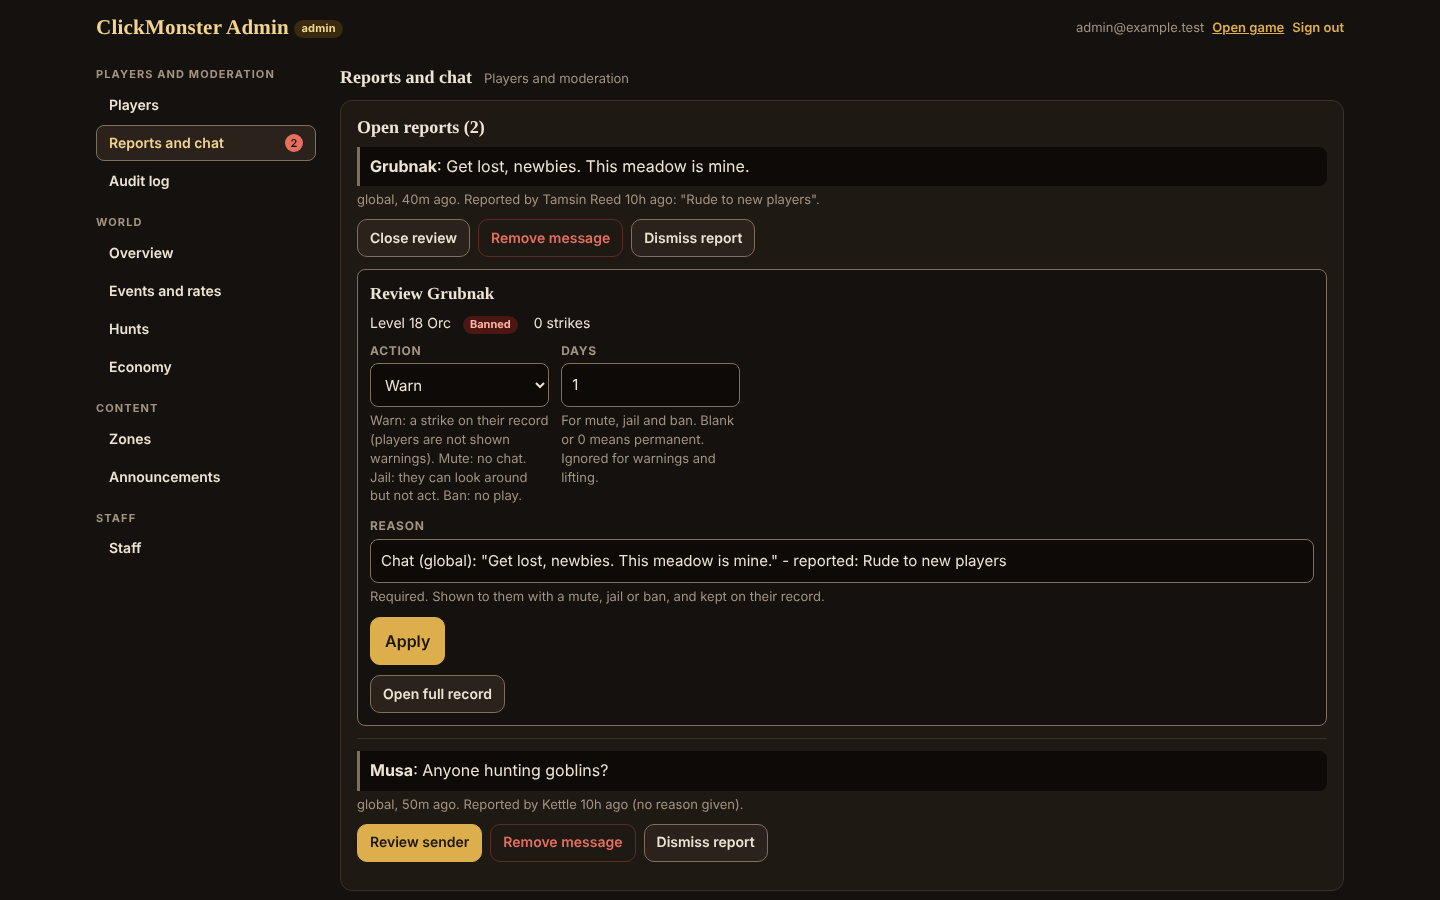 ClickMonster Admin admin
admin@example.test Open game Sign out
PLAYERS AND MODERATION
Players
Reports and chat 2
Audit log
WORLD
Overview
Events and rates
Hunts
Economy
CONTENT
Zones
Announcements
STAFF
Staff
Reports and chat Players and moderation
Open reports (2)
Grubnak: Get lost, newbies. This meadow is mine.
global, 40m ago. Reported by Tamsin Reed 10h ago: "Rude to new players".
Close review Remove message Dismiss report
Review Grubnak
Level 18 Orc Banned 0 strikes
ACTION
Warn
Warn: a strike on their record
(players are not shown
warnings). Mute: no chat.
Jail: they can look around
but not act. Ban: no play.
DAYS
1
For mute, jail and ban. Blank
or 0 means permanent.
Ignored for warnings and
lifting.
REASON
Chat (global): "Get lost, newbies. This meadow is mine." - reported: Rude to new players
Required. Shown to them with a mute, jail or ban, and kept on their record.
Apply
Open full record
Musa: Anyone hunting goblins?
global, 50m ago. Reported by Kettle 10h ago (no reason given).
Review sender Remove message Dismiss report